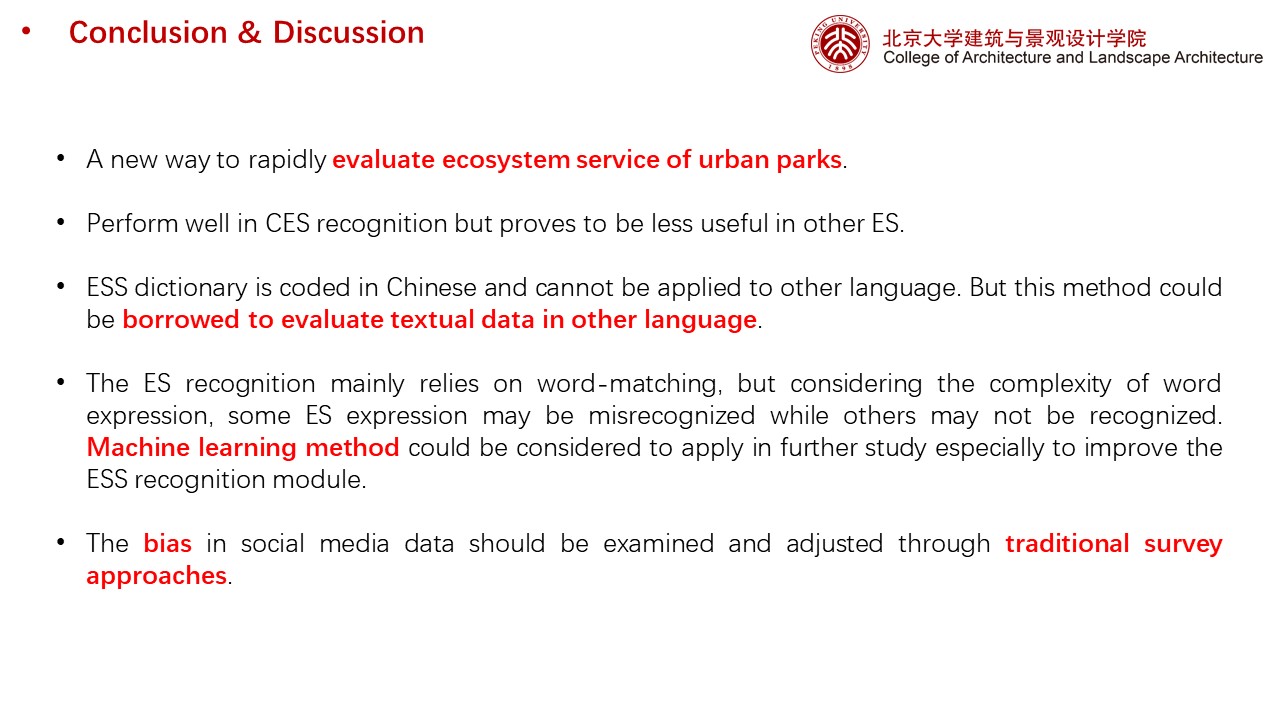 • Conclusion & Discussion
PEKING UNIVERSITY
1898
北京大学建筑与景观设计学院
College of Architecture and Landscape Architecture
• A new way to rapidly evaluate ecosystem service of urban parks.
• Perform well in CES recognition but proves to be less useful in other ES.
• ESS dictionary is coded in Chinese and cannot be applied to other language. But this method could
be borrowed to evaluate textual data in other language.
• The ES recognition mainly relies on word-matching, but considering the complexity of word
expression, some ES expression may be misrecognized while others may not be recognized.
Machine learning method could be considered to apply in further study especially to improve the
ESS recognition module.
• The bias in social media data should be examined and adjusted through traditional survey
approaches.